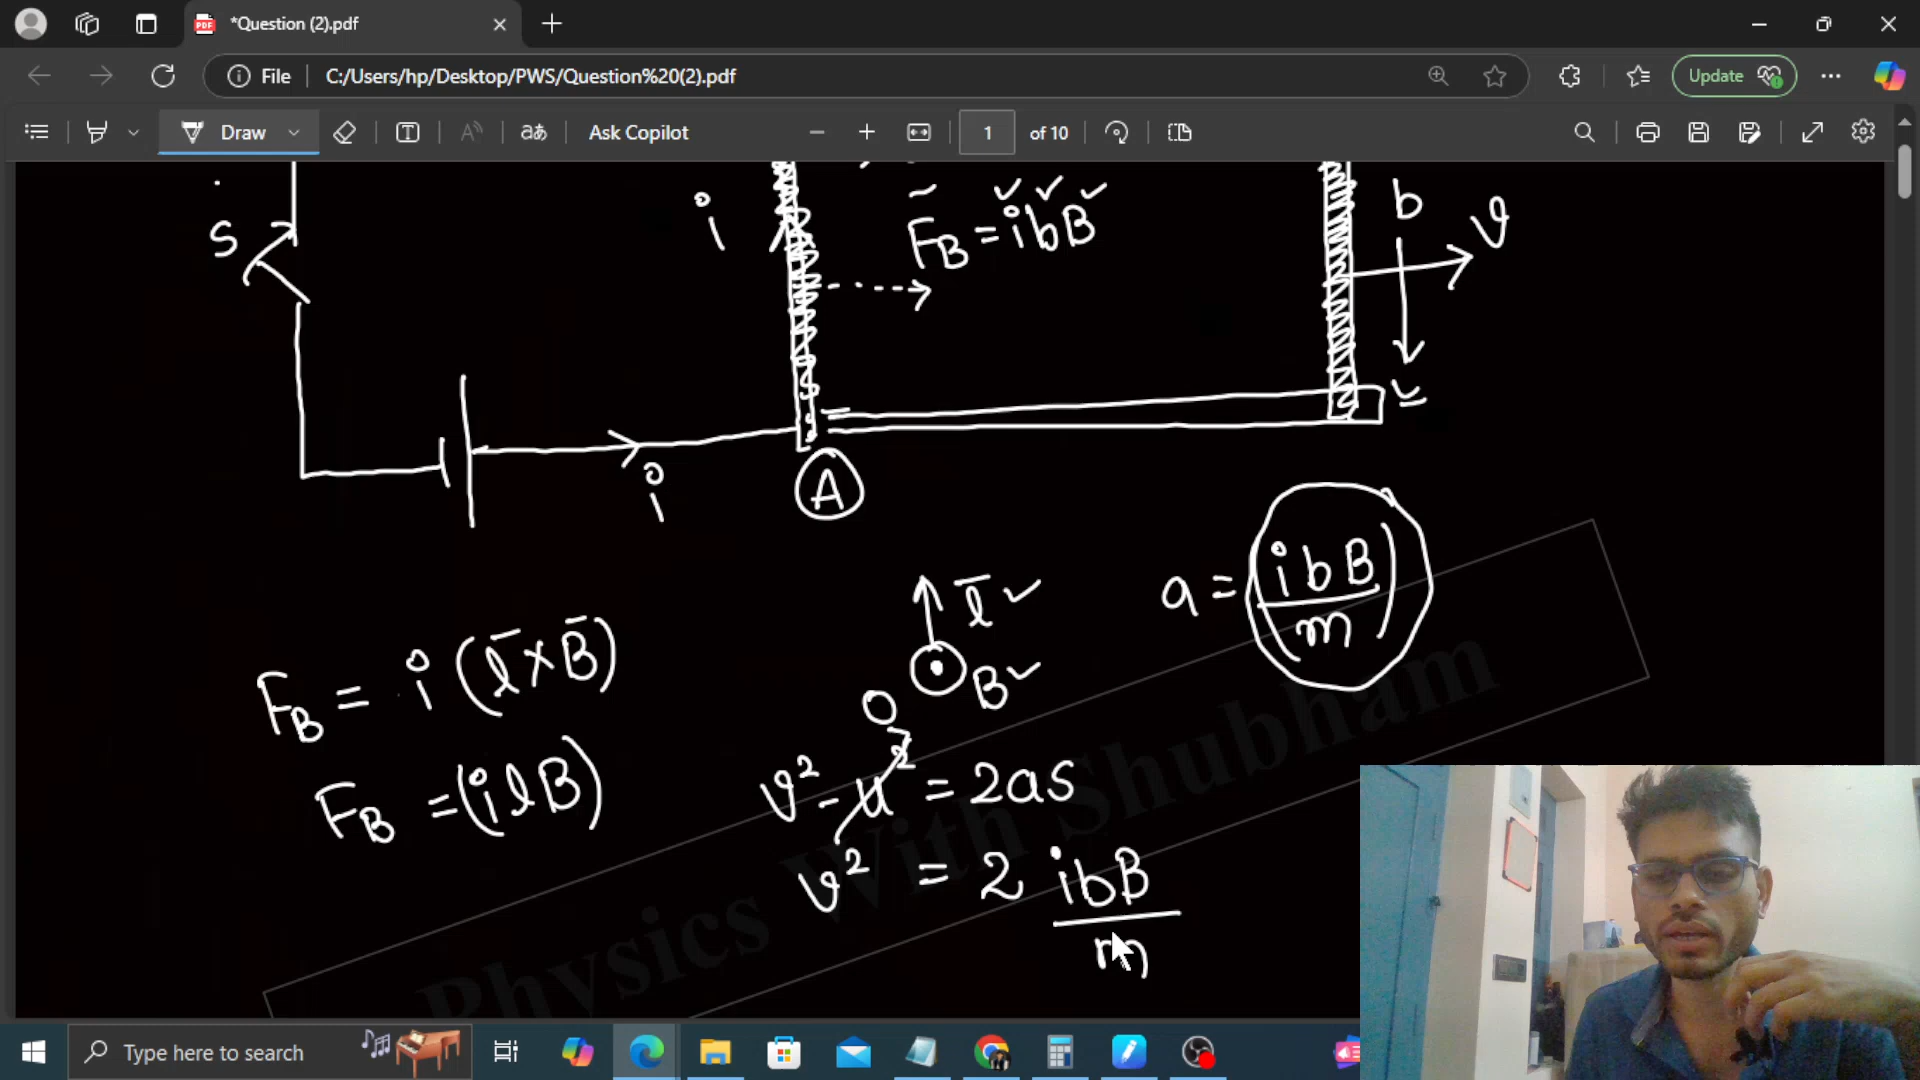 *Question (2).pdf
File C:/Users/hp/Desktop/PWS/Question%20(2).pdf Update
Draw aあ Ask Copilot 1 of 10
S
i
F_B = ibB
b
v
i
A
a = (ibB/m)
l̄
B
F_B = i (l̄ × B̄)
0
v² - u² = 2as
F_B = (ilB)
v² = 2 ibB/m
Physics With Shubham
Type here to search